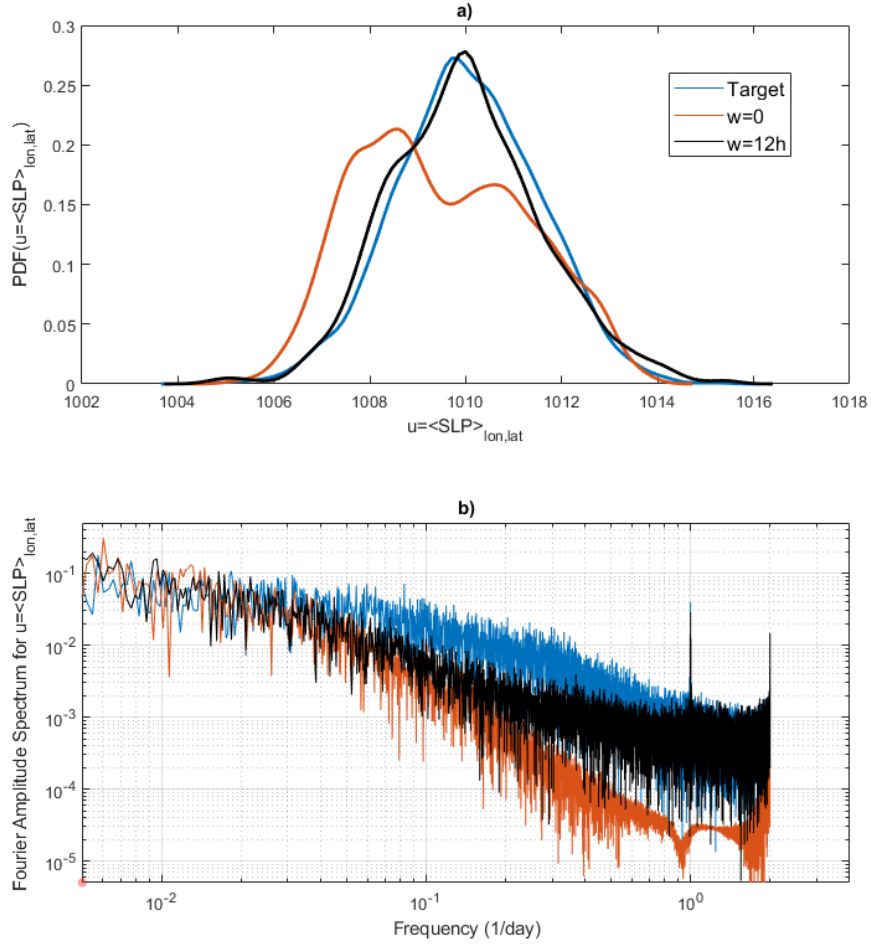 a)
PDF(u=<SLP>lon,lat)
0.3
0.25
0.2
0.15
0.1
0.05
0
Target
w=0
w=12h
1002 1004 1006 1008 1010 1012 1014 1016 1018
u=<SLP>lon,lat
b)
Fourier Amplitude Spectrum for u=<SLP>lon,lat
10-1
10-2
10-3
10-4
10-5
10-2 10-1 100
Frequency (1/day)